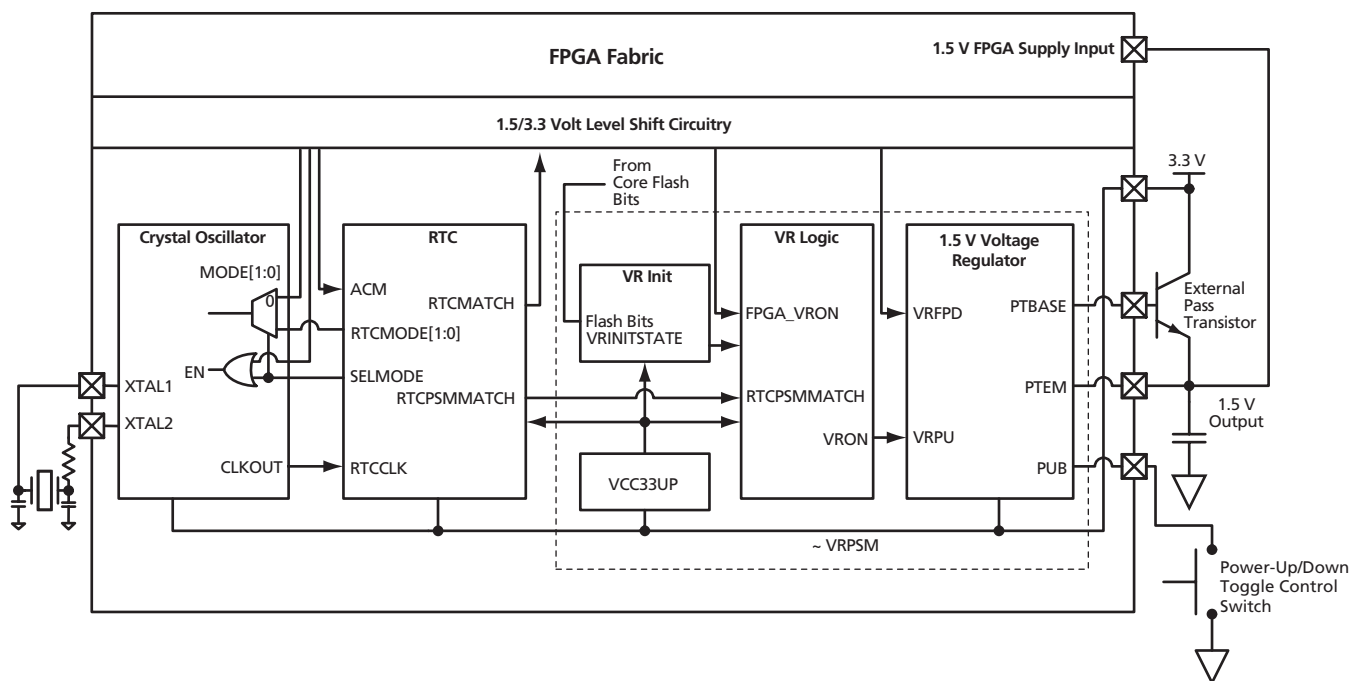 FPGA Fabric
1.5 V FPGA Supply Input
1.5/3.3 Volt Level Shift Circuitry
From
Core Flash
Bits
3.3 V
Crystal Oscillator
MODE[1:0]
0
EN
XTAL1
XTAL2
CLKOUT
RTC
ACM
RTCMATCH
RTCMODE[1:0]
SELMODE
RTCPSMMATCH
RTCCLK
VR Init
Flash Bits
VRINITSTATE
VCC33UP
VR Logic
FPGA_VRON
RTCPSMMATCH
VRON
1.5 V Voltage
Regulator
VRFPD
PTBASE
PTEM
VRPU
PUB
External
Pass
Transistor
1.5 V
Output
~ VRPSM
Power-Up/Down
Toggle Control
Switch